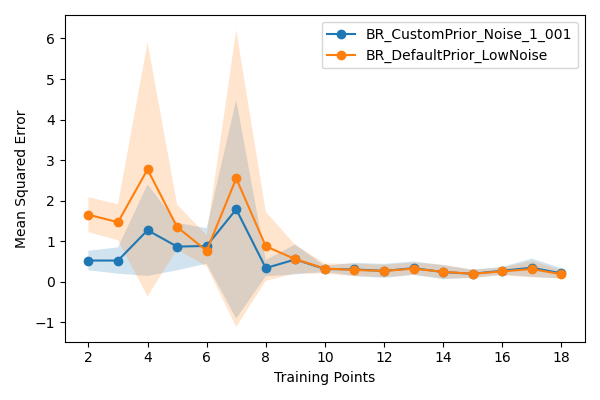 BR_CustomPrior_Noise_1_001
BR_DefaultPrior_LowNoise
Mean Squared Error
6
5
4
3
2
1
0
−1
2 4 6 8 10 12 14 16 18
Training Points